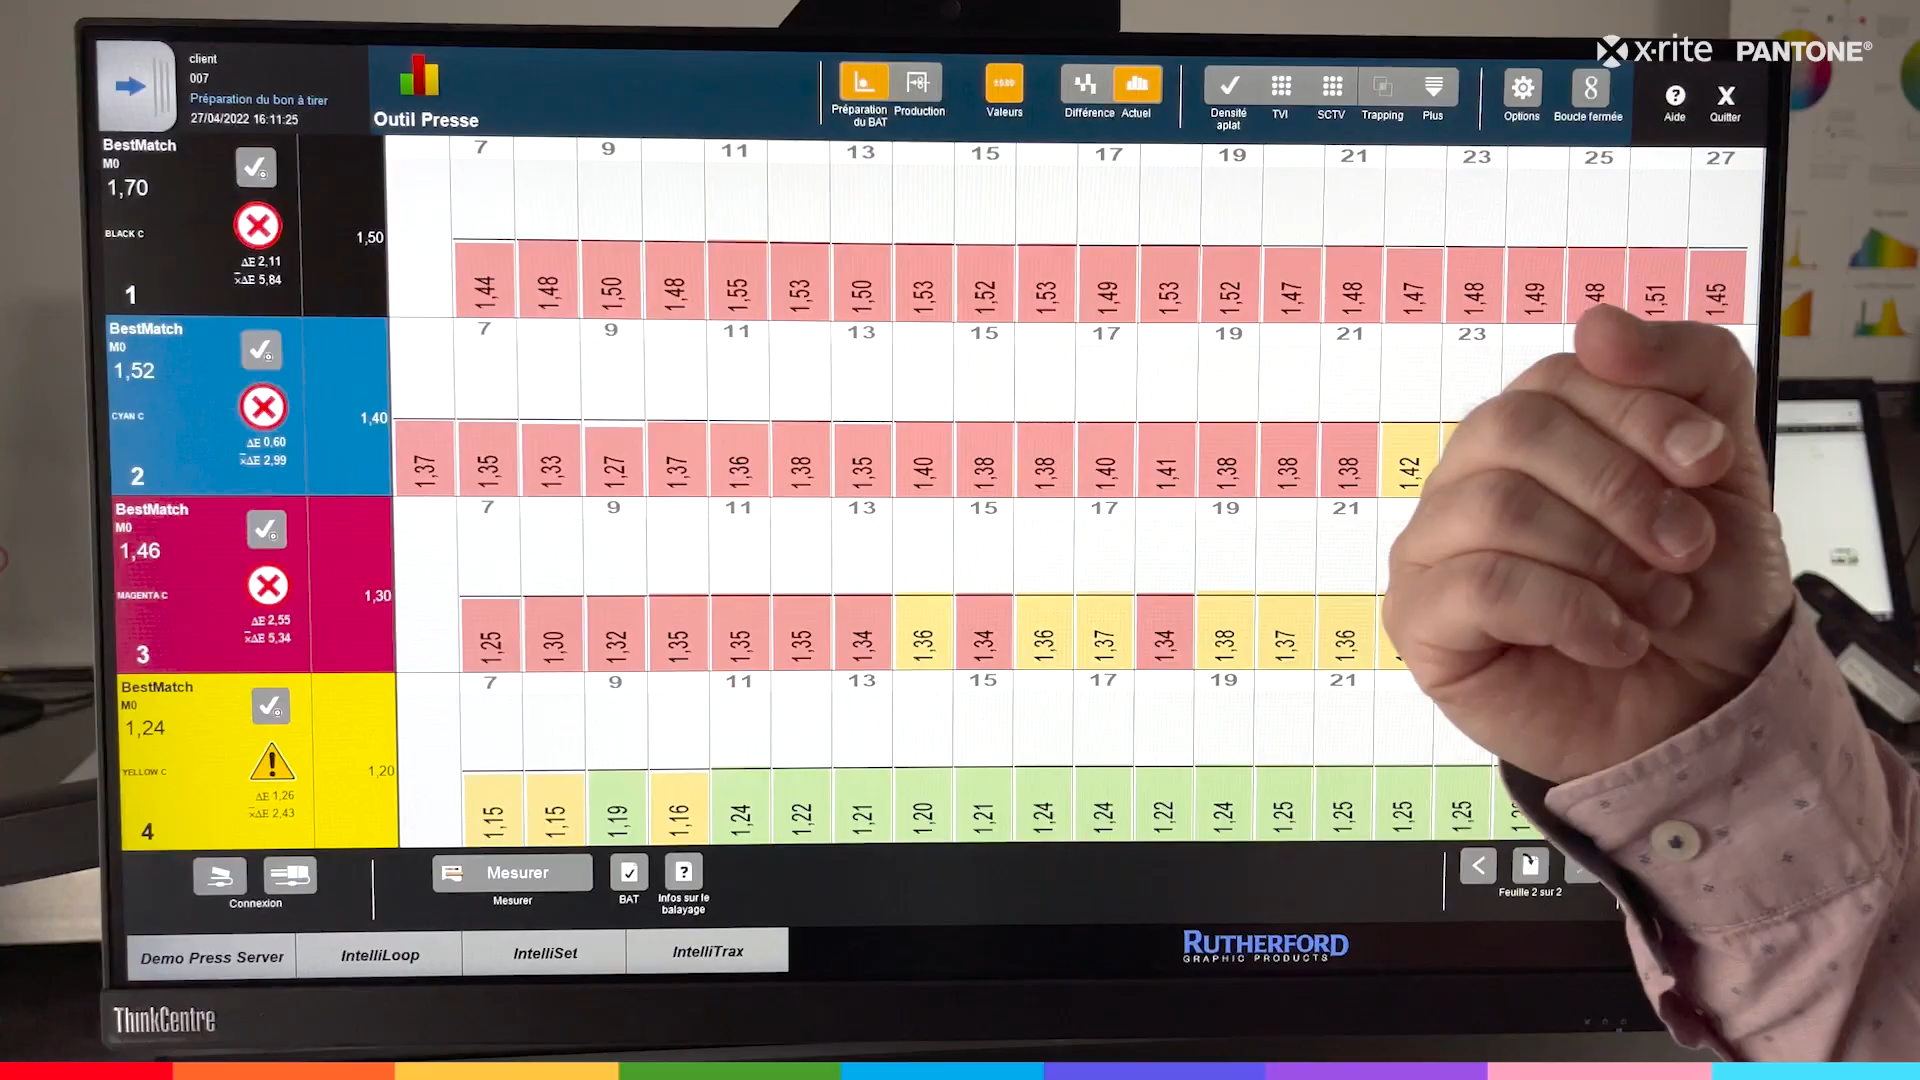 x-rite PANTONE®
client
007
Préparation du bon à tirer
27/04/2022 16:11:25
Outil Presse
Préparation du BAT
Production
±0.00
Valeurs
Différence
Actuel
Densité aplat
TVI
SCTV
Trapping
Plus
Options
8
Boucle fermée
?
Aide
X
Quitter
BestMatch
M0
1,70
BLACK C
ΔE 2,11
x̄ΔE 5,84
1
1,50
7 9 11 13 15 17 19 21 23 25 27
1,44 1,48 1,50 1,48 1,55 1,53 1,50 1,53 1,52 1,53 1,49 1,53 1,52 1,47 1,48 1,47 1,48 1,49 1,48 1,51 1,45
BestMatch
M0
1,52
CYAN C
ΔE 0,60
x̄ΔE 2,99
2
1,40
7 9 11 13 15 17 19 21 23
1,37 1,35 1,33 1,27 1,37 1,36 1,38 1,35 1,40 1,38 1,38 1,40 1,41 1,38 1,38 1,38 1,42
BestMatch
M0
1,46
MAGENTA C
ΔE 2,55
x̄ΔE 5,34
3
1,30
7 9 11 13 15 17 19 21
1,25 1,30 1,32 1,35 1,35 1,35 1,34 1,36 1,34 1,36 1,37 1,34 1,38 1,37 1,36
BestMatch
M0
1,24
YELLOW C
ΔE 1,26
x̄ΔE 2,43
4
1,20
7 9 11 13 15 17 19 21
1,15 1,15 1,19 1,16 1,24 1,22 1,21 1,20 1,21 1,24 1,24 1,22 1,24 1,25 1,25 1,25 1,25
Connexion
Mesurer
Mesurer
BAT
Infos sur le balayage
Feuille 2 sur 2
Demo Press Server
IntelliLoop
IntelliSet
IntelliTrax
RUTHERFORD
GRAPHIC PRODUCTS
ThinkCentre